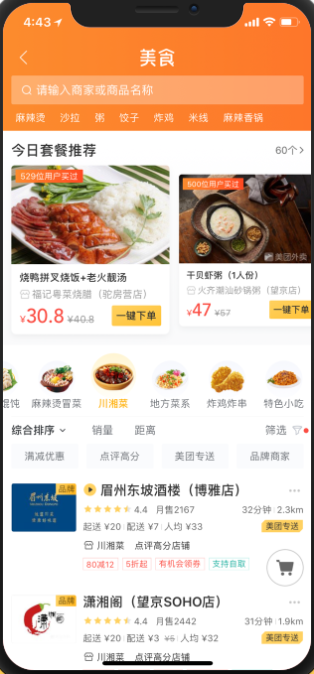 4:43
美食
请输入商家或商品名称
麻辣烫 沙拉 粥 饺子 炸鸡 米线 麻辣香锅
今日套餐推荐 60个
529位用户买过
500位用户买过
美团外卖
烧鸭拼叉烧饭+老火靓汤
福记粤菜烧腊（驼房营店）
¥30.8 ¥40.8 一键下单
干贝虾粥（1人份）
火齐潮汕砂锅粥（望京店）
¥47 ¥57 一键下单
馄饨 麻辣烫冒菜 川湘菜 地方菜系 炸鸡炸串 特色小吃
综合排序 销量 距离 筛选
满减优惠 点评高分 美团专送 品牌商家
品牌
眉州东坡
眉州东坡酒楼（博雅店）
4.4 月售2167 32分钟 2.3km
起送 ¥20 配送 ¥7 人均 ¥33 美团专送
川湘菜 点评高分店铺
80减12 5折起 有机会领券 支持自取
品牌
潇湘阁（望京SOHO店）
4.6 月售2442 31分钟 1.9km
起送 ¥20 配送 ¥3 ¥6 人均 ¥32 美团专送
川湘菜 点评高分店铺